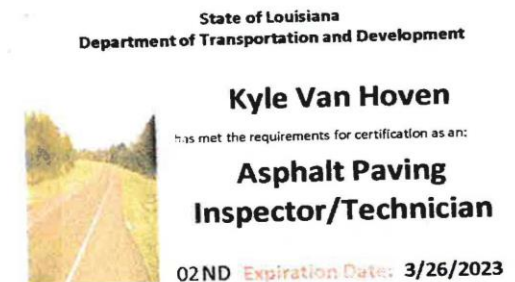 State of Louisiana
Department of Transportation and Development
Kyle Van Hoven
has met the requirements for certification as an:
Asphalt Paving
Inspector/Technician
02ND Expiration Date: 3/26/2023